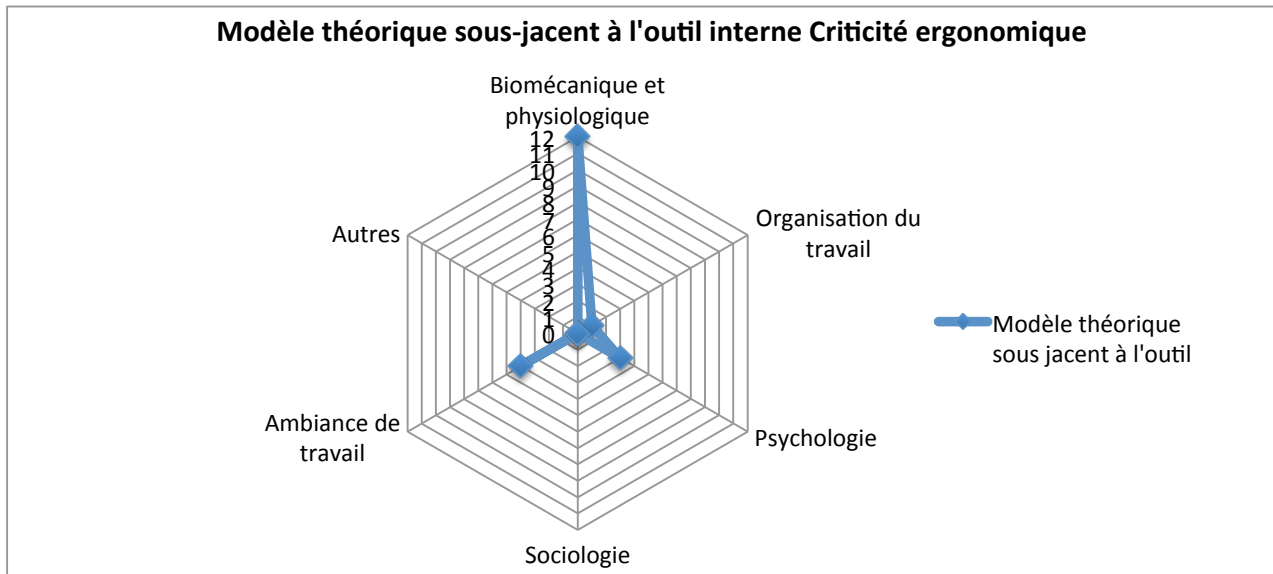 Modèle théorique sous-jacent à l'outil interne Criticité ergonomique
Biomécanique et
physiologique
12
11
10
9
8
7
6
5
4
3
2
1
0
Organisation du
travail
Autres
Modèle théorique
sous jacent à l'outil
Ambiance de
travail
Psychologie
Sociologie